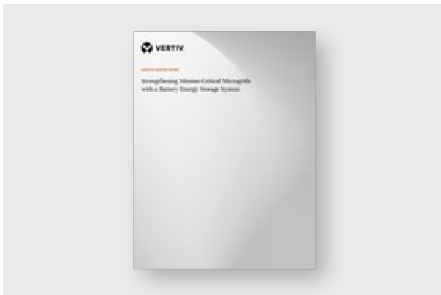 VERTIV
Strengthening Mission-Critical Microgrids
with a Battery Energy Storage System